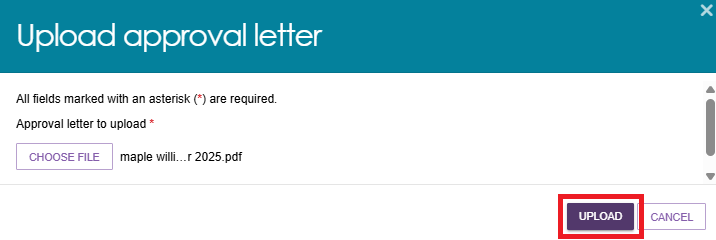 Upload approval letter
All fields marked with an asterisk (*) are required.
Approval letter to upload *
CHOOSE FILE maple willi...r 2025.pdf
UPLOAD CANCEL